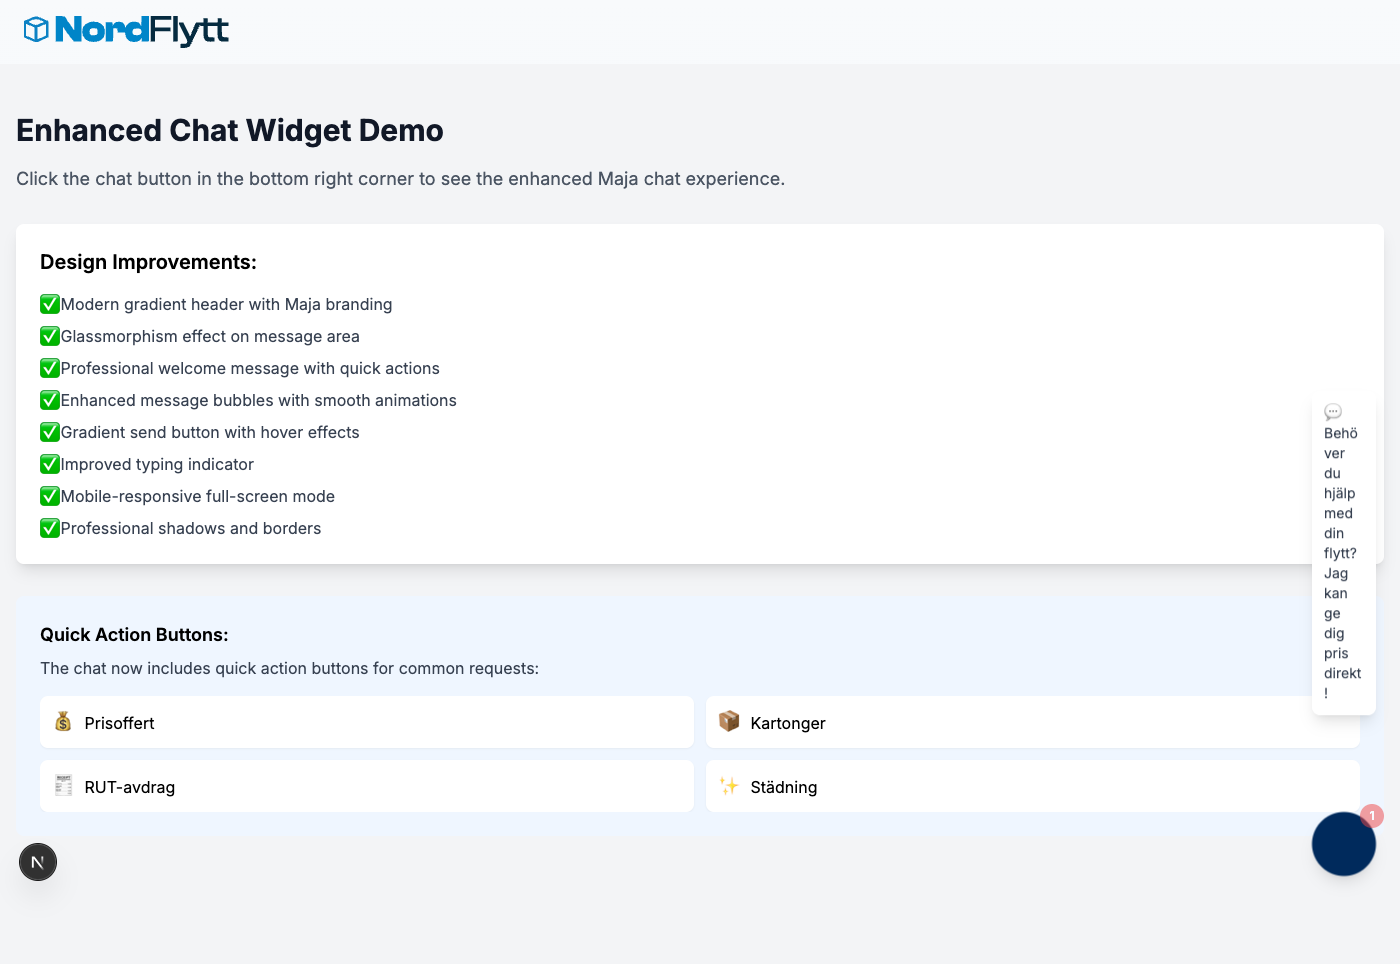 NordFlytt
Enhanced Chat Widget Demo
Click the chat button in the bottom right corner to see the enhanced Maja chat experience.
Design Improvements:
✅Modern gradient header with Maja branding
✅Glassmorphism effect on message area
✅Professional welcome message with quick actions
✅Enhanced message bubbles with smooth animations
✅Gradient send button with hover effects
✅Improved typing indicator
✅Mobile-responsive full-screen mode
✅Professional shadows and borders
💬
Behö
ver
du
hjälp
med
din
flytt?
Jag
kan
ge
dig
pris
direkt
!
Quick Action Buttons:
The chat now includes quick action buttons for common requests:
💰 Prisoffert
📦 Kartonger
🧾 RUT-avdrag
✨ Städning
1
N